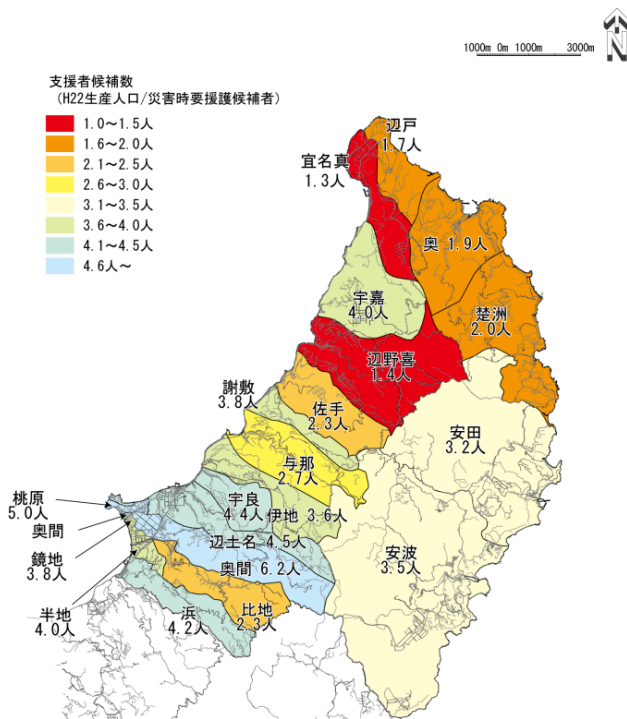 N
1000m 0m 1000m 3000m
支援者候補数
(H22生産人口/災害時要援護候補者)
1.0～1.5人
1.6～2.0人
2.1～2.5人
2.6～3.0人
3.1～3.5人
3.6～4.0人
4.1～4.5人
4.6人～
辺戸
1.7人
宜名真
1.3人
奥 1.9人
宇嘉
4.0人
楚洲
2.0人
辺野喜
1.4人
謝敷
3.8人
佐手
2.3人
安田
3.2人
与那
2.7人
桃原
5.0人
宇良
4.4人
伊地 3.6人
奥間
辺土名 4.5人
鏡地
3.8人
奥間 6.2人
安波
3.5人
半地
4.0人
浜
4.2人
比地
2.3人